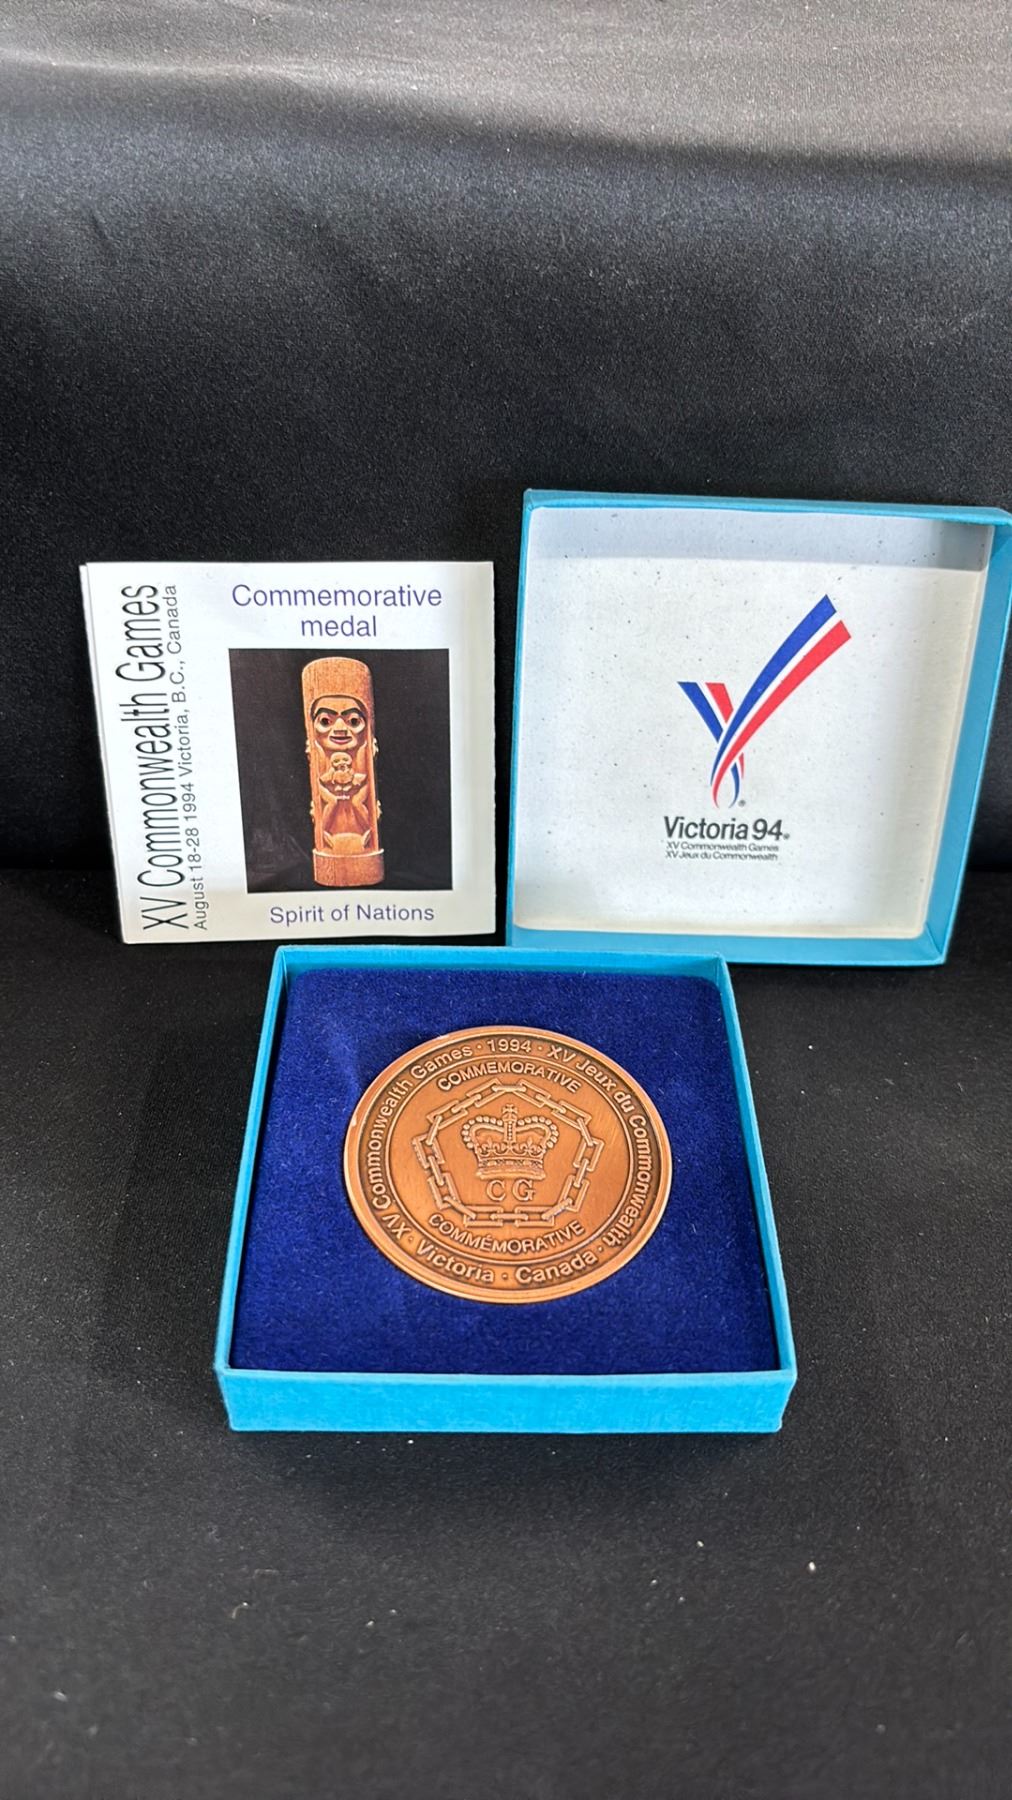 XV Commonwealth Games
August 18-28 1994 Victoria, B.C., Canada
Commemorative
medal
Spirit of Nations
Victoria 94®
XV Commonwealth Games
XV Jeux du Commonwealth
XV Commonwealth Games · 1994 · XV Jeux du Commonwealth · Victoria · Canada ·
COMMEMORATIVE
CG
COMMÉMORATIVE